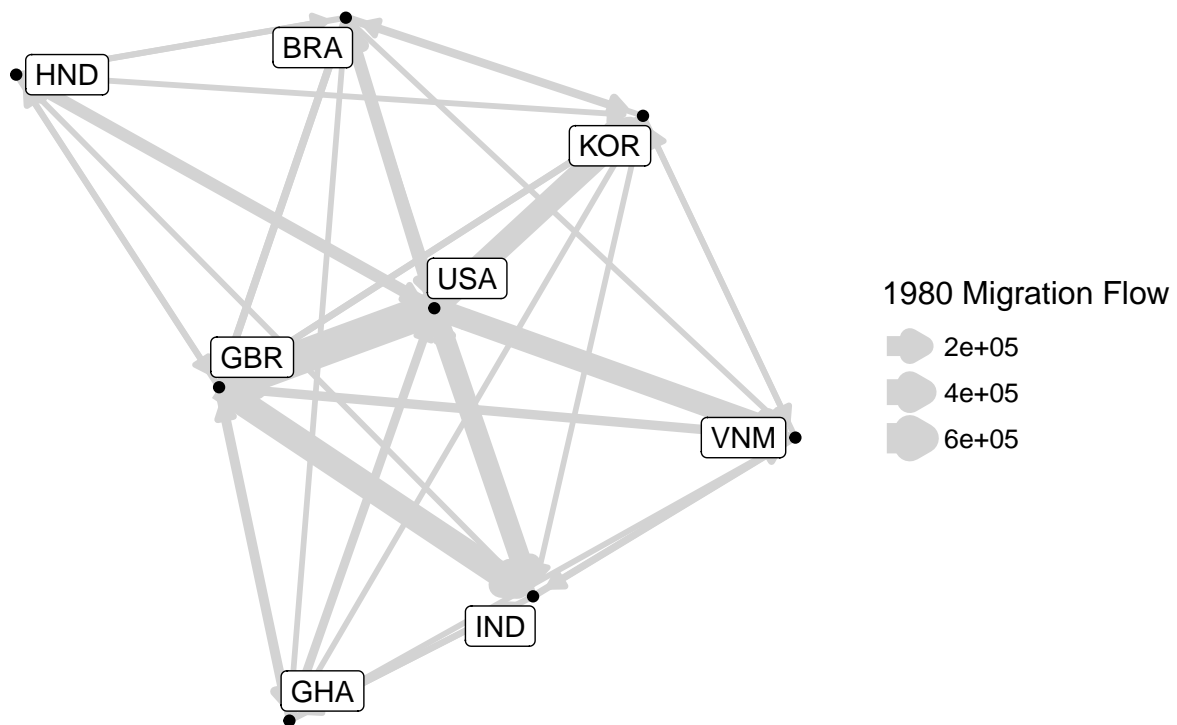 BRA
HND
KOR
USA
1980 Migration Flow
2e+05
GBR
4e+05
VNM
6e+05
IND
GHA